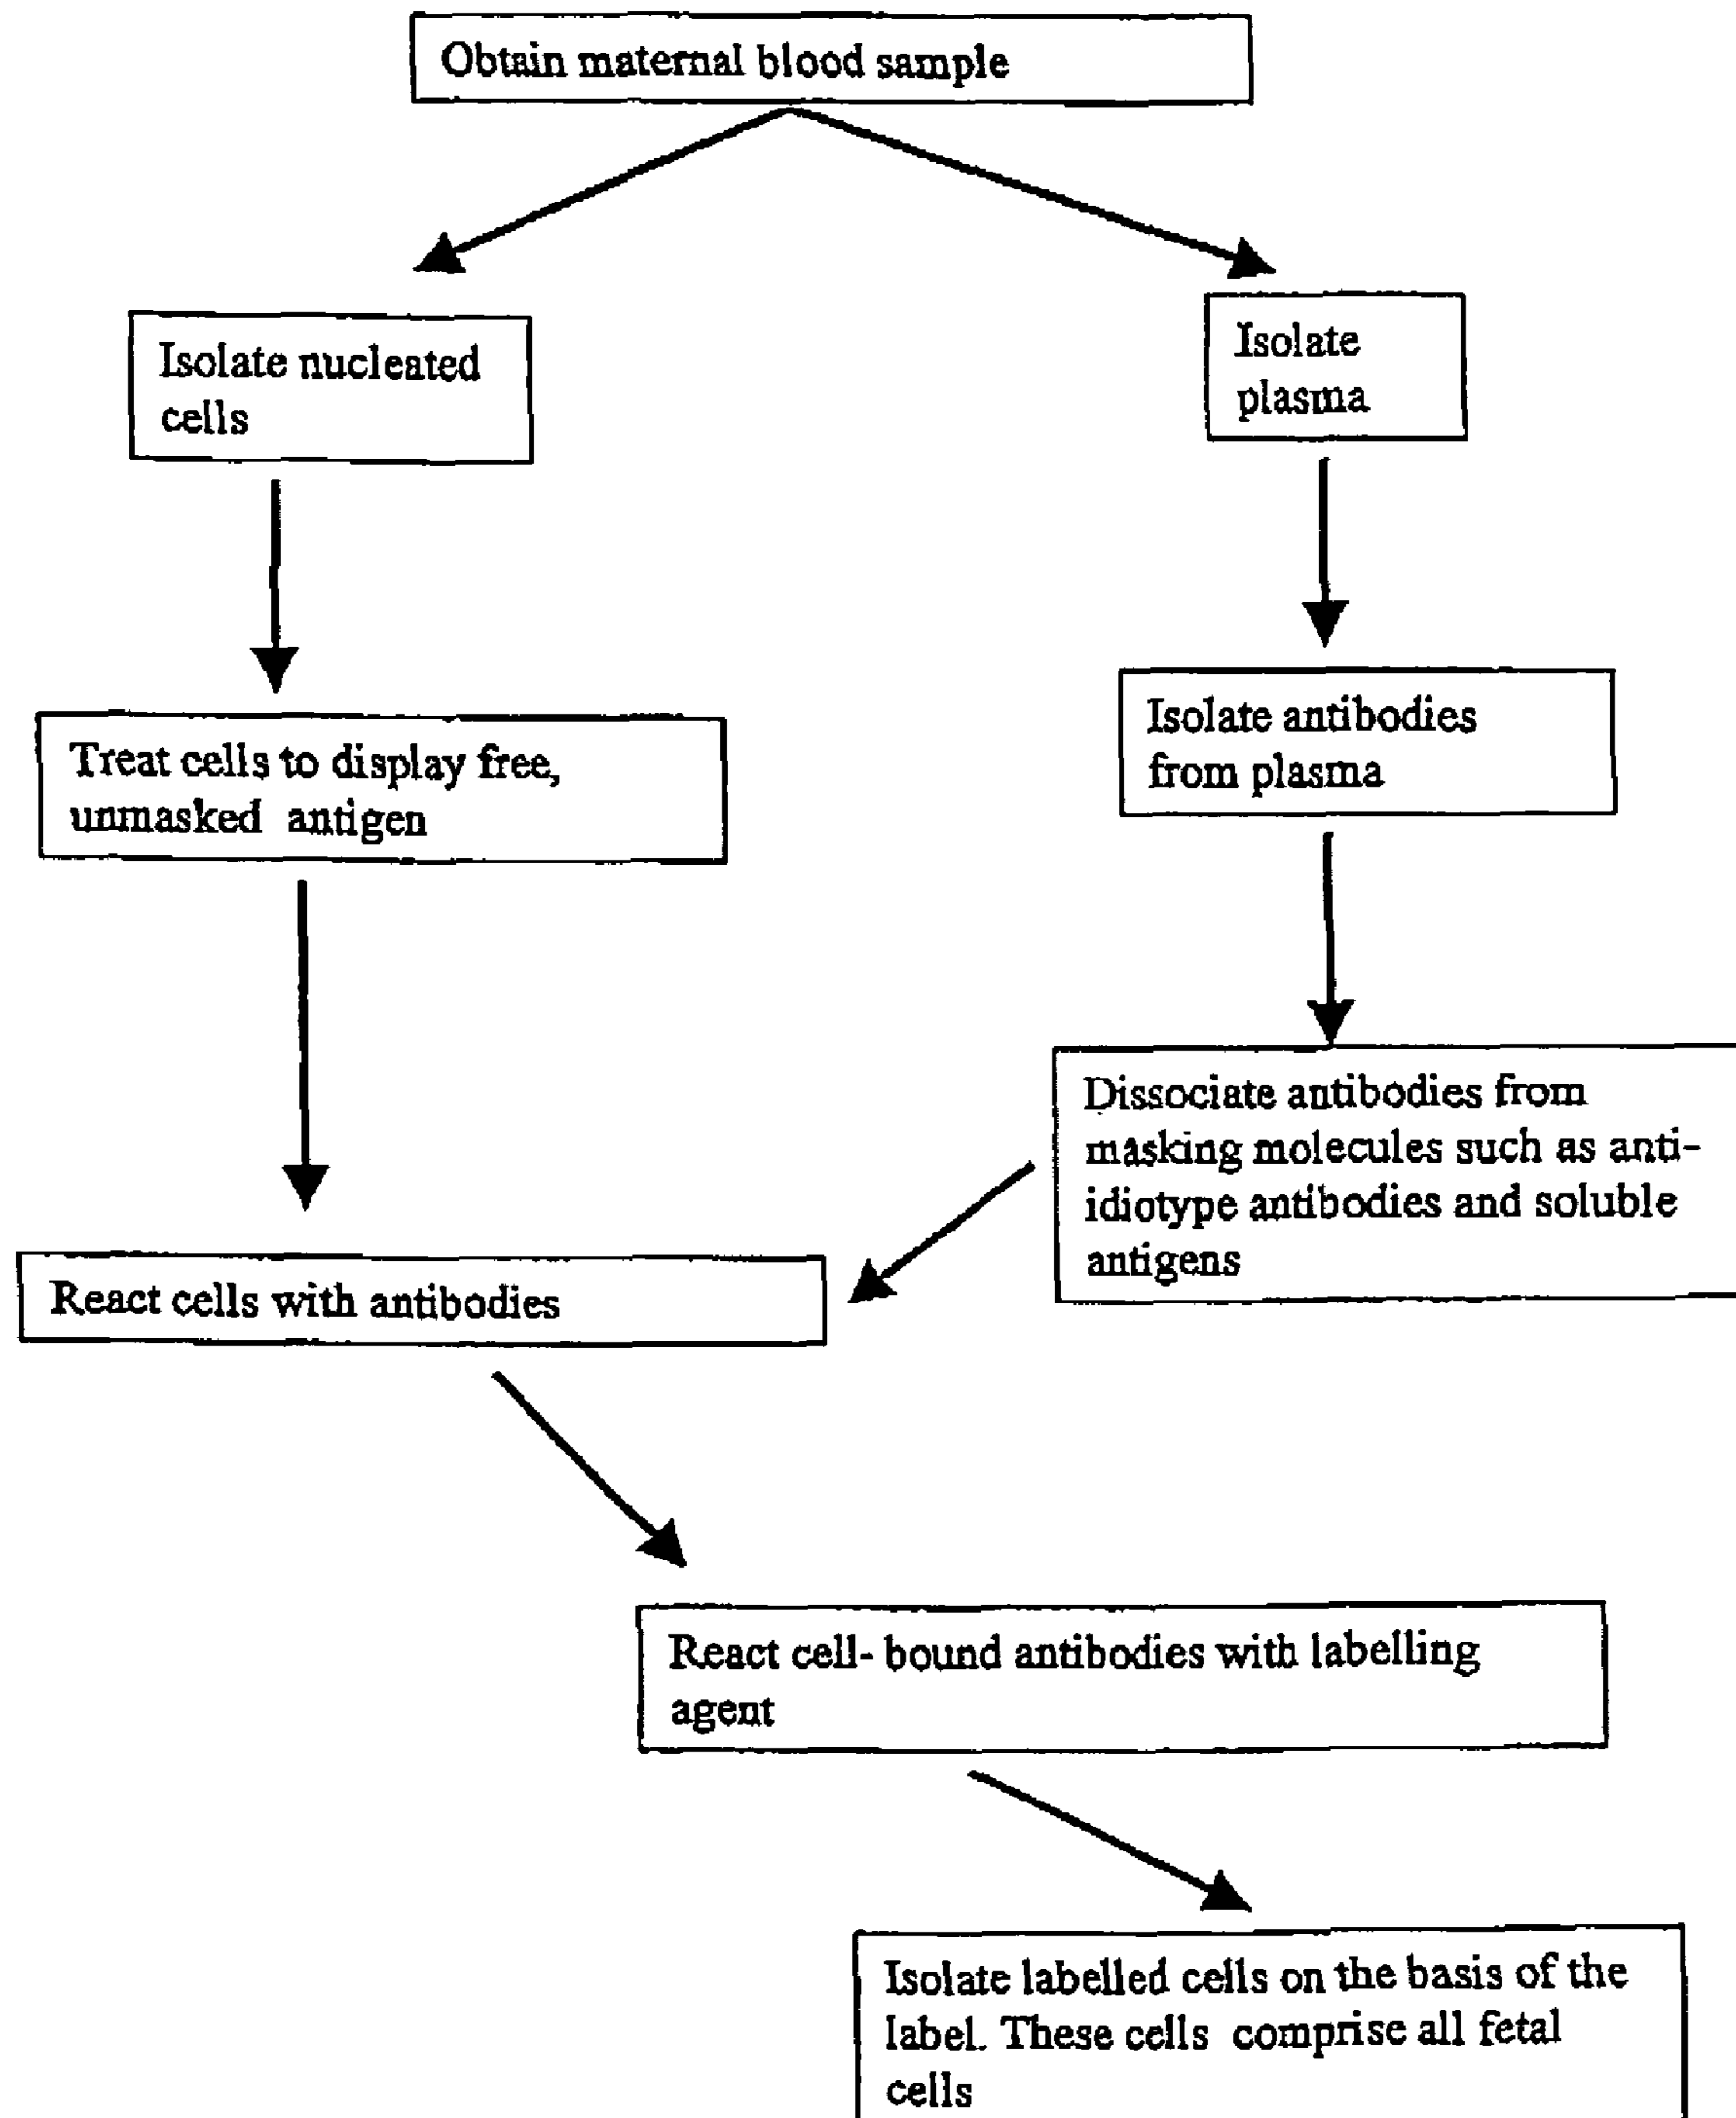 Obtain maternal blood sample
Isolate nucleated
cells
Isolate
plasma
Treat cells to display free,
unmasked antigen
Isolate antibodies
from plasma
Dissociate antibodies from
masking molecules such as anti-
idiotype antibodies and soluble
antigens
React cells with antibodies
React cell- bound antibodies with labelling
agent
Isolate labelled cells on the basis of the
label. These cells comprise all fetal
cells